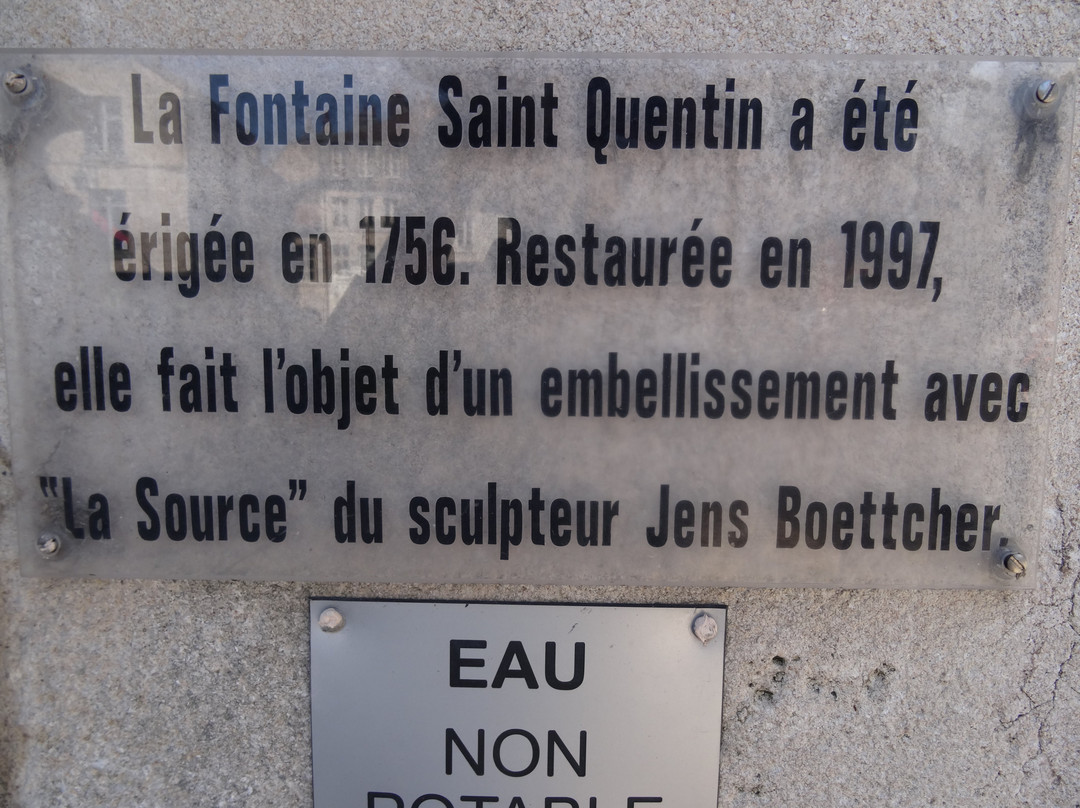 La Fontaine Saint Quentin a été
érigée en 1756. Restaurée en 1997,
elle fait l'objet d'un embellissement avec
"La Source" du sculpteur Jens Boettcher.
EAU
NON
POTABLE